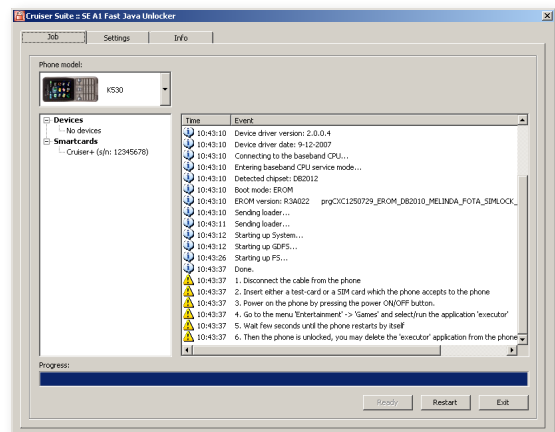 Cruiser Suite :: SE A1 Fast Java Unlocker
Job Settings Info
Phone model:
K530
Devices
No devices
Smartcards
Cruiser+ (s/n: 12345678)
Time Event
10:43:10 Device driver version: 2.0.0.4
10:43:10 Device driver date: 9-12-2007
10:43:10 Connecting to the baseband CPU...
10:43:10 Entering baseband CPU service mode...
10:43:10 Detected chipset: DB2012
10:43:10 Boot mode: EROM
10:43:10 EROM version: R3A022 prgCXC1250729_EROM_DB2010_MELINDA_FOTA_SIMLOCK_
10:43:10 Sending loader...
10:43:11 Sending loader...
10:43:12 Starting up System...
10:43:12 Starting up GDFS...
10:43:26 Starting up FS...
10:43:37 Done.
10:43:37 1. Disconnect the cable from the phone
10:43:37 2. Insert either a test-card or a SIM card which the phone accepts to the phone
10:43:37 3. Power on the phone by pressing the power ON/OFF button.
10:43:37 4. Go to the menu 'Entertainment' -> 'Games' and select/run the application 'executor'
10:43:37 5. Wait few seconds until the phone restarts by itself
10:43:37 6. Then the phone is unlocked, you may delete the 'executor' application from the phone
Progress:
Ready Restart Exit